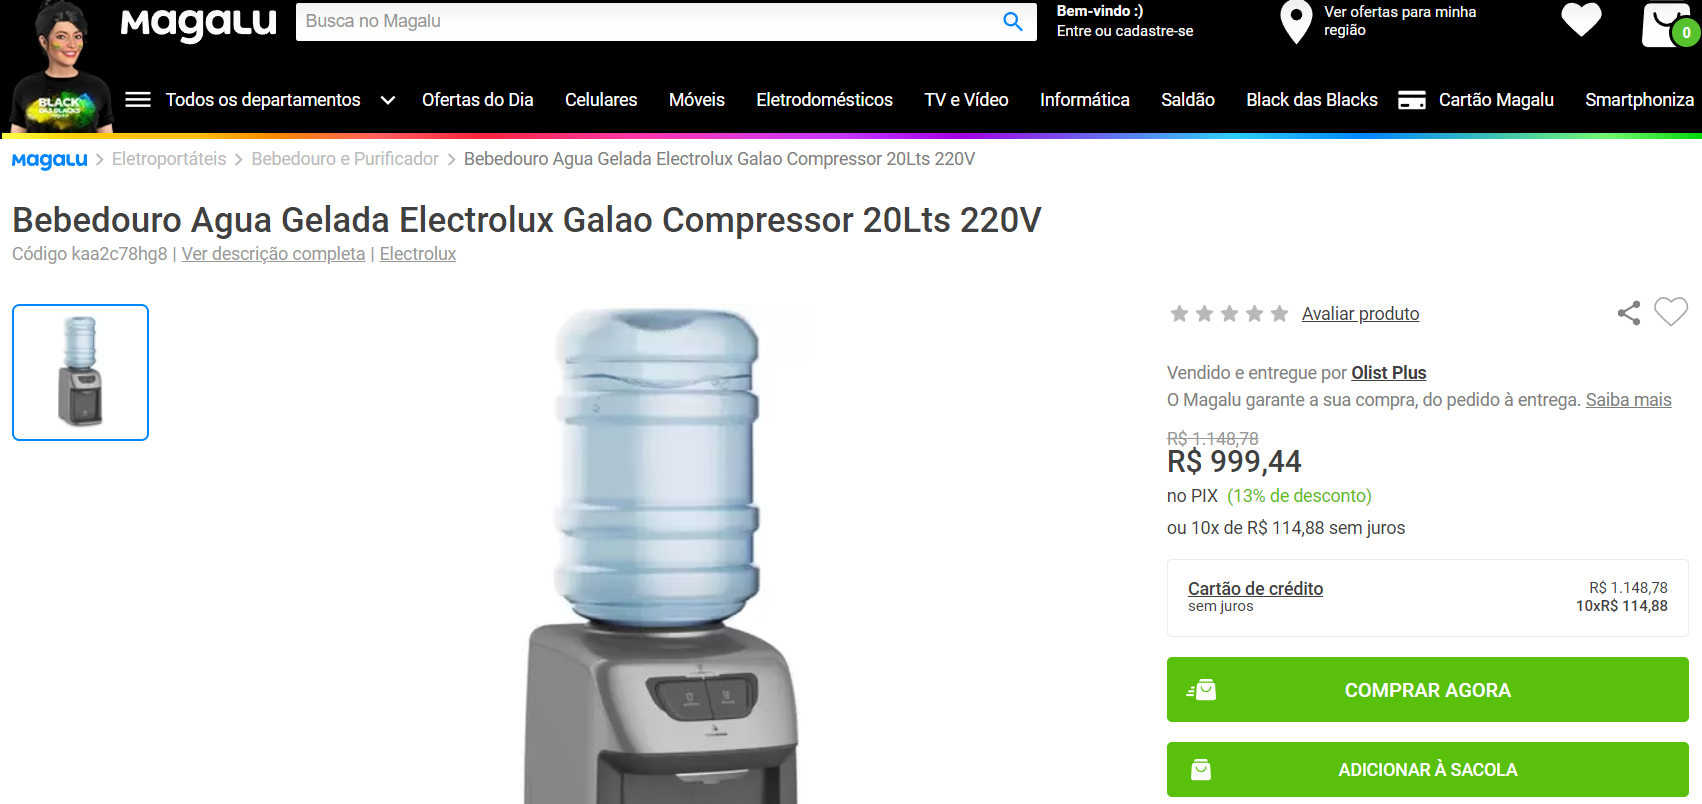 magalu
Busca no Magalu
Bem-vindo :)
Entre ou cadastre-se
Ver ofertas para minha
região
0
BLACK
DAS BLACKS
Todos os departamentos
Ofertas do Dia
Celulares
Móveis
Eletrodomésticos
TV e Vídeo
Informática
Saldão
Black das Blacks
Cartão Magalu
Smartphoniza
magalu > Eletroportáteis > Bebedouro e Purificador > Bebedouro Agua Gelada Electrolux Galao Compressor 20Lts 220V
Bebedouro Agua Gelada Electrolux Galao Compressor 20Lts 220V
Código kaa2c78hg8 | Ver descrição completa | Electrolux
Avaliar produto
Vendido e entregue por Olist Plus
O Magalu garante a sua compra, do pedido à entrega. Saiba mais
R$ 1.148,78
R$ 999,44
no PIX (13% de desconto)
ou 10x de R$ 114,88 sem juros
Cartão de crédito
sem juros
R$ 1.148,78
10xR$ 114,88
COMPRAR AGORA
ADICIONAR À SACOLA